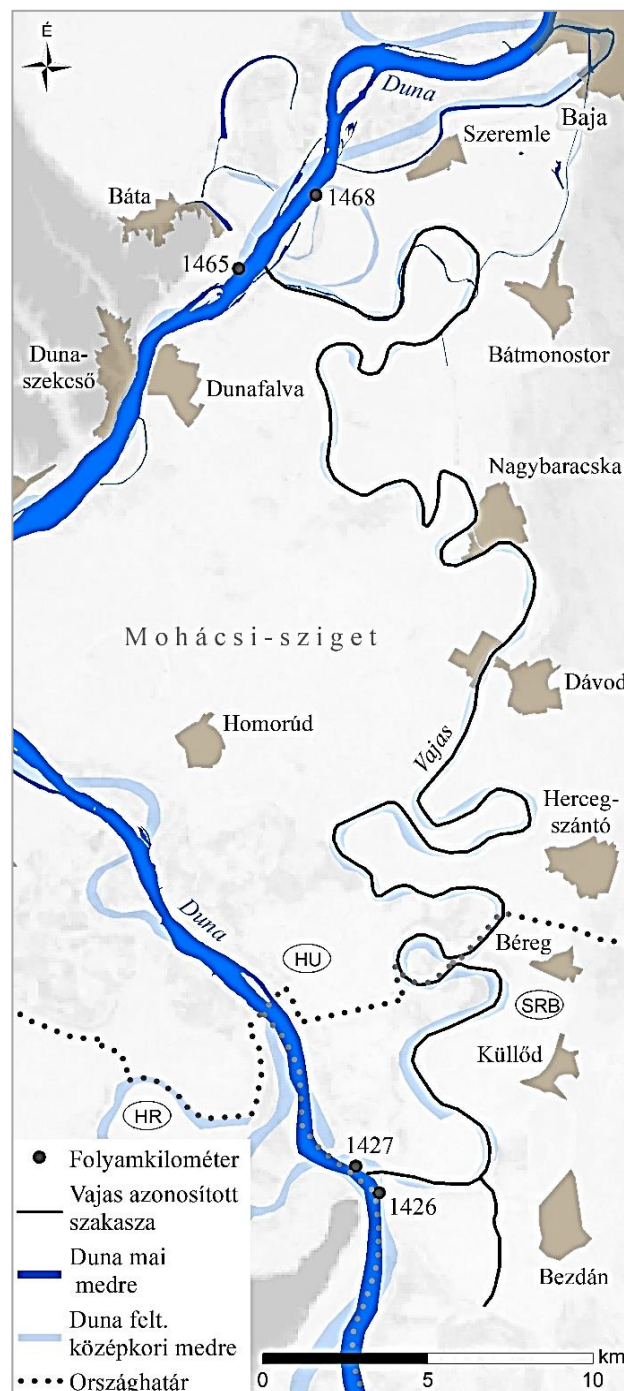 É
Duna
Baja
Szeremle
1468
Báta
1465
Bátmonostor
Duna-
szekcső
Dunafalva
Nagybaracska
Mohácsi-sziget
Dávod
Homorúd
Vajas
Herceg-
szántó
Duna
Béreg
HU
SRB
Küllőd
HR
1427
1426
Bezdán
Folyamkilométer
Vajas azonosított
szakasza
Duna mai
medre
Duna felt.
középkori medre
Országhatár
km
0 5 10